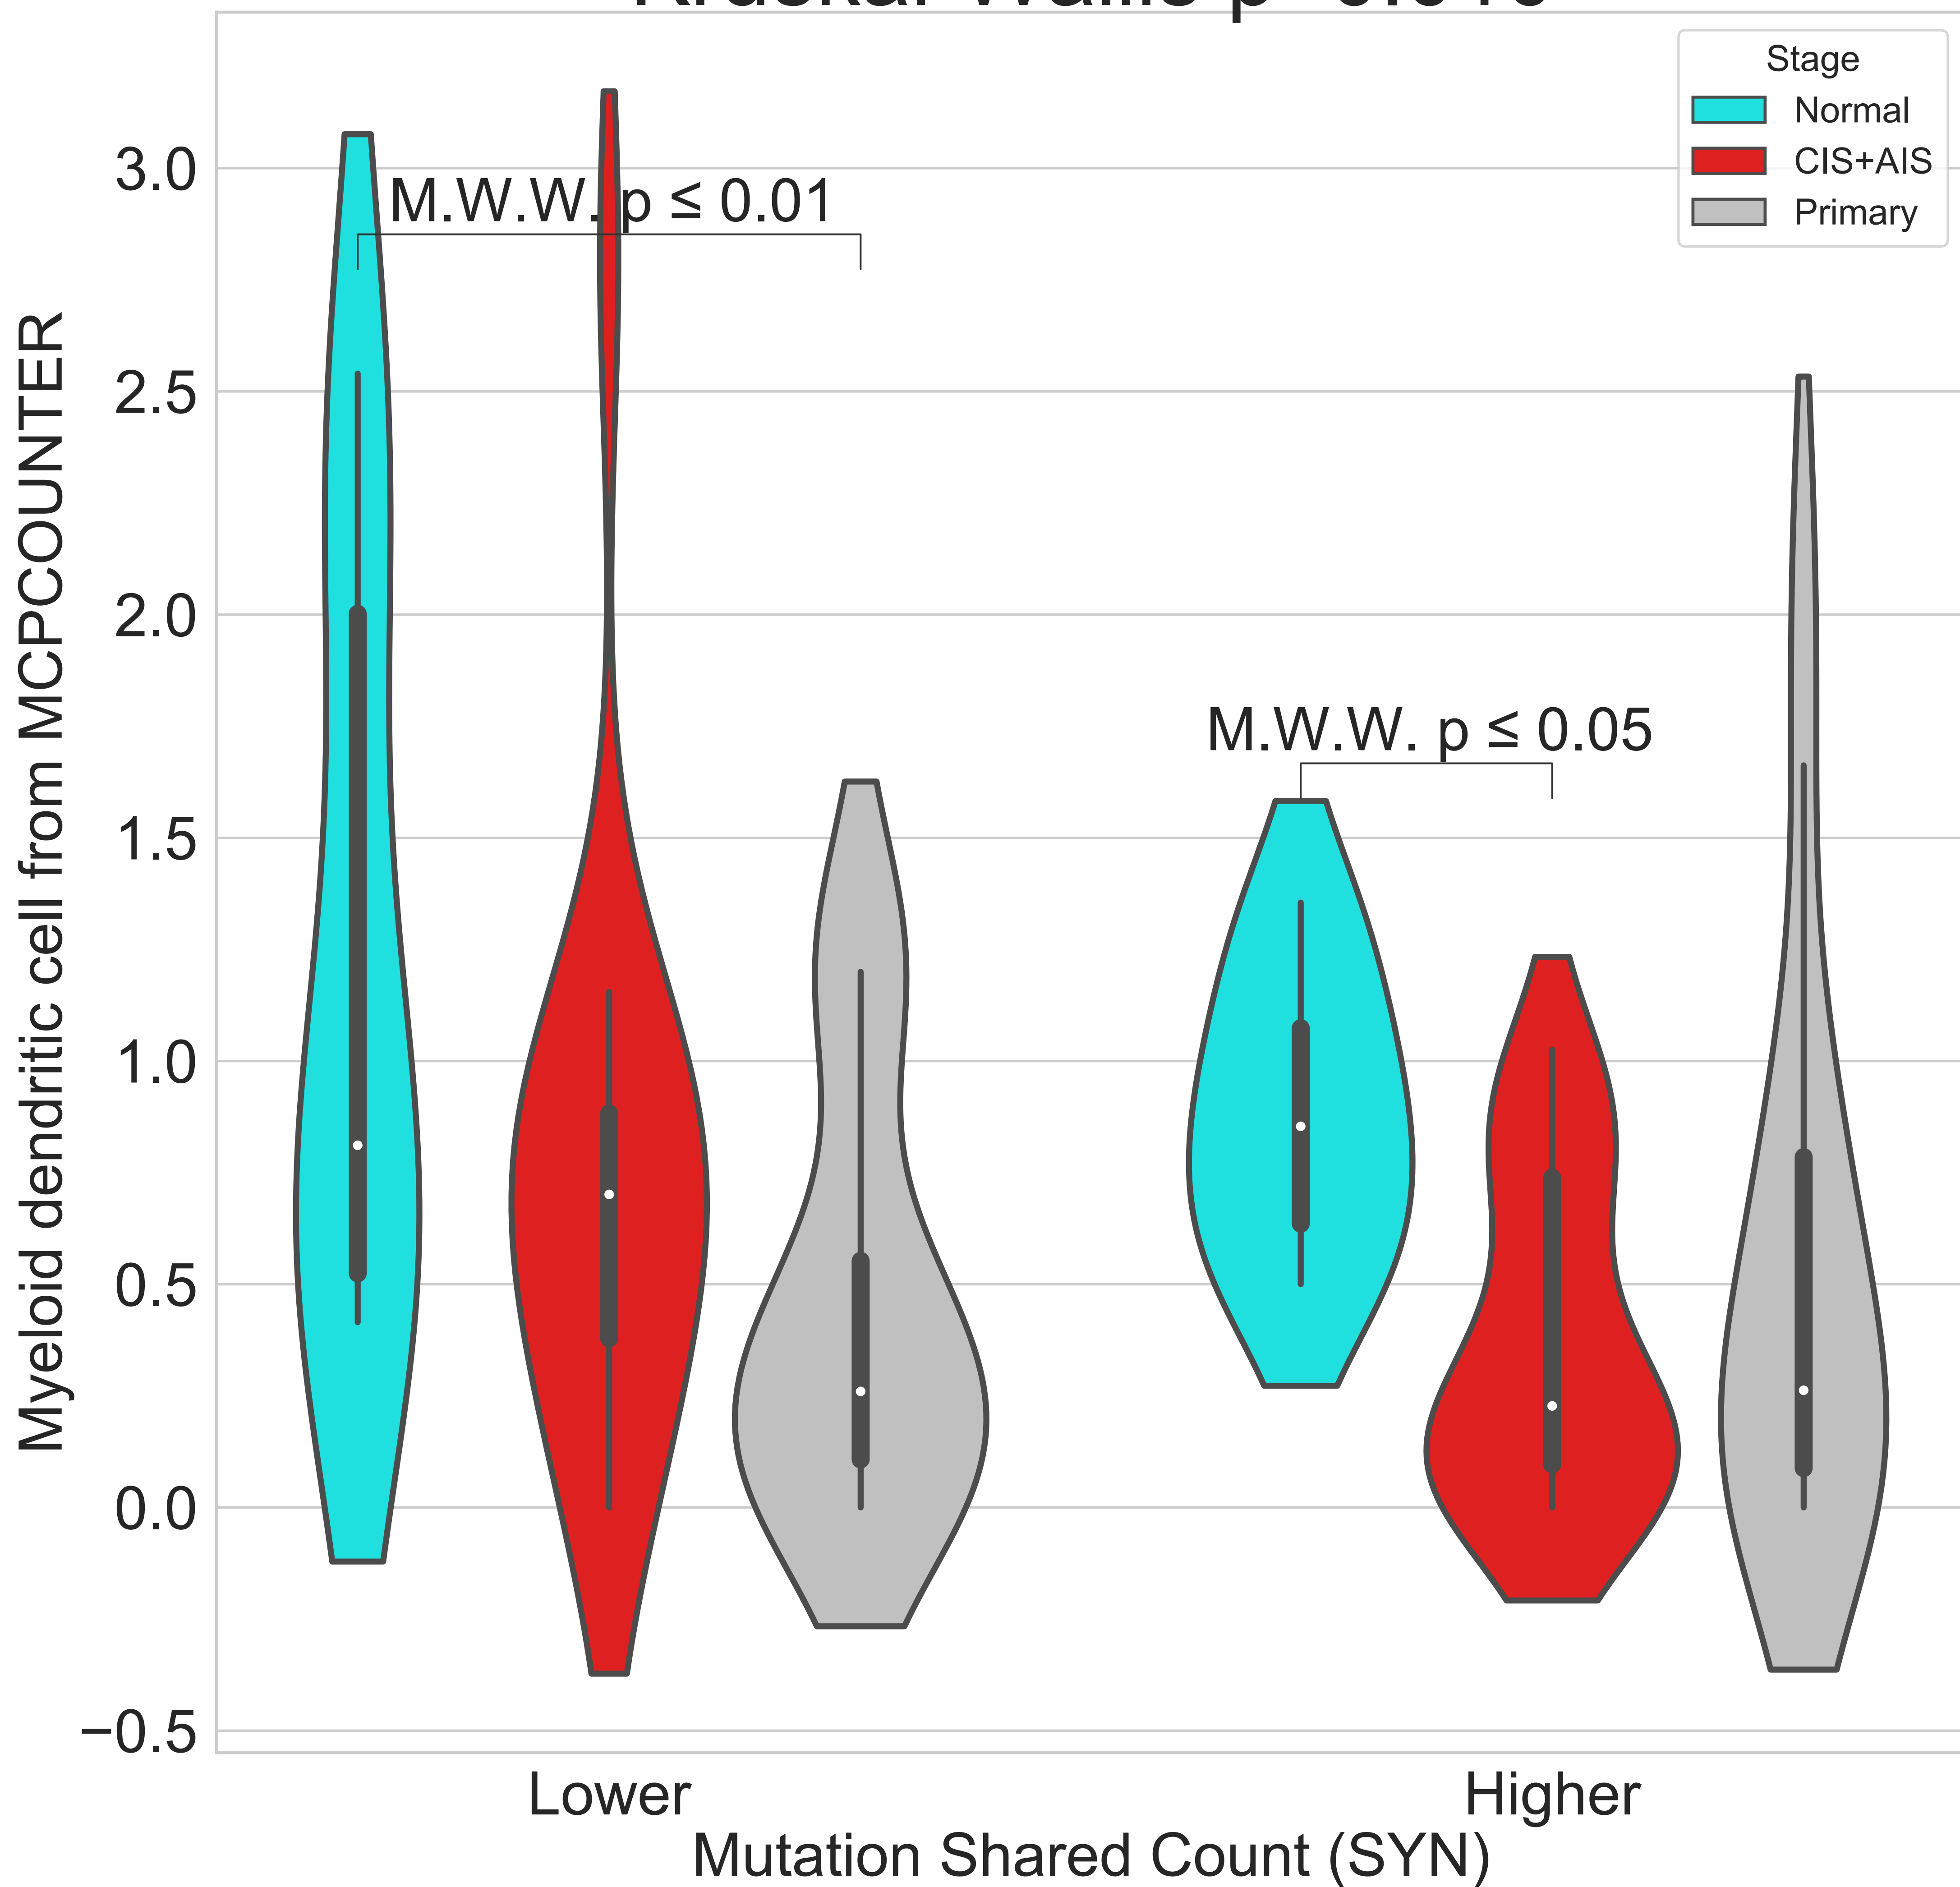 Stage
Normal
CIS+AIS
Primary
M.W.W. p ≤ 0.01
M.W.W. p ≤ 0.05
3.0
2.5
2.0
1.5
1.0
0.5
0.0
−0.5
Myeloid dendritic cell from MCPCOUNTER
Lower
Higher
Mutation Shared Count (SYN)